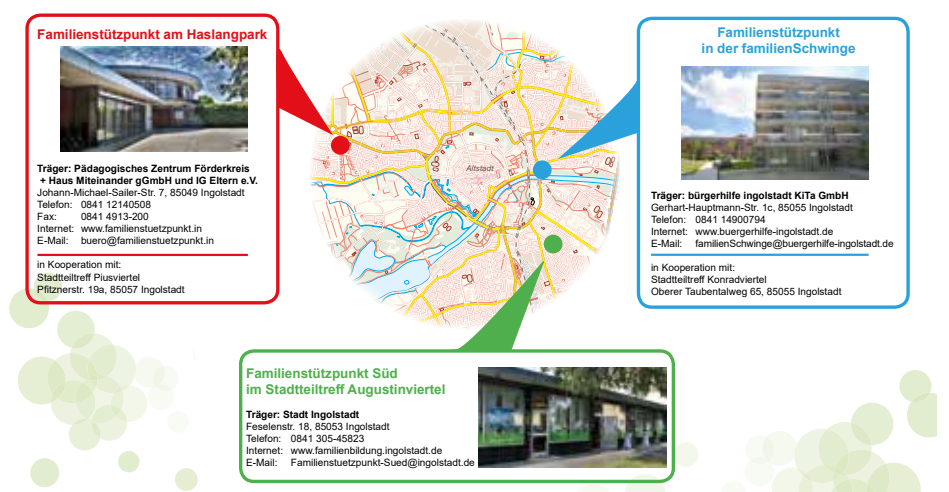 Familienstützpunkt am Haslangpark
Träger: Pädagogisches Zentrum Förderkreis
+ Haus Miteinander gGmbH und IG Eltern e.V.
Johann-Michael-Sailer-Str. 7, 85049 Ingolstadt
Telefon: 0841 12140508
Fax: 0841 4913-200
Internet: www.familienstuetzpunkt.in
E-Mail: buero@familienstuetzpunkt.in
in Kooperation mit:
Stadtteiltreff Piusviertel
Pfitznerstr. 19a, 85057 Ingolstadt
Altstadt
Familienstützpunkt
in der familienSchwinge
Träger: bürgerhilfe ingolstadt KiTa GmbH
Gerhart-Hauptmann-Str. 1c, 85055 Ingolstadt
Telefon: 0841 14900794
Internet: www.buergerhilfe-ingolstadt.de
E-Mail: familienSchwinge@buergerhilfe-ingolstadt.de
in Kooperation mit:
Stadtteiltreff Konradviertel
Oberer Taubentalweg 65, 85055 Ingolstadt
Familienstützpunkt Süd
im Stadtteiltreff Augustinviertel
Träger: Stadt Ingolstadt
Feselenstr. 18, 85053 Ingolstadt
Telefon: 0841 305-45823
Internet: www.familienbildung.ingolstadt.de
E-Mail: Familienstuetzpunkt-Sued@ingolstadt.de